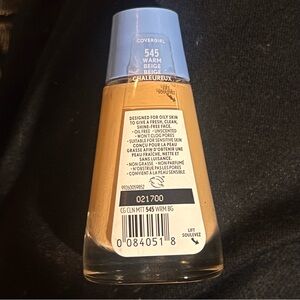 COVERGIRL
545
WARM
BEIGE
BEIGE
CHALEUREUX
DESIGNED FOR OILY SKIN
TO GIVE A FRESH, CLEAN,
SHINE-FREE FACE.
• OIL FREE • UNSCENTED
• WON'T CLOG PORES
• SUITABLE FOR SENSITIVE SKIN
CONÇU POUR LA PEAU
GRASSE AFIN D'OBTENIR UNE
PEAU FRAÎCHE, NETTE ET
SANS LUISANCE.
• NON GRASSE • NON PARFUMÉ
• N'OBSTRUE PAS LES PORES
• CONVIENT À LA PEAU SENSIBLE
021700
CG CLN MTT 545 WRM BG
0 084051 8
LIFT
SOULEVEZ